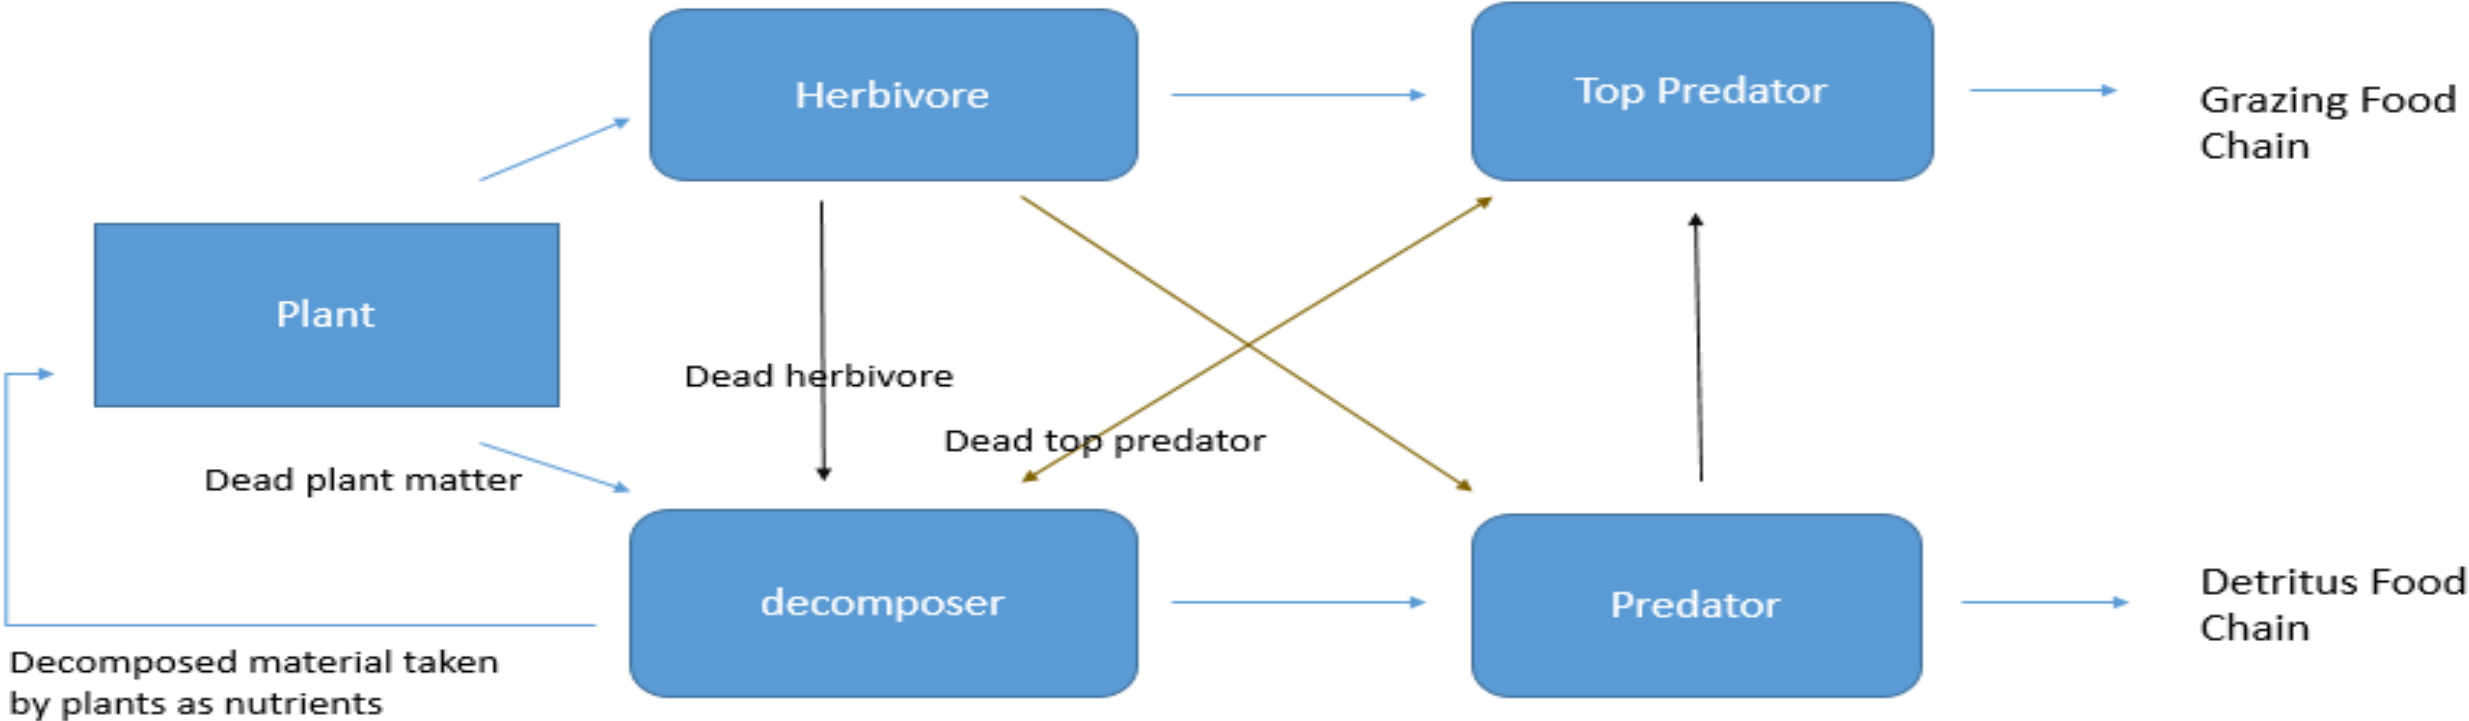 Herbivore
Top Predator
Grazing Food
Chain
Plant
Dead herbivore
Dead top predator
Dead plant matter
decomposer
Predator
Detritus Food
Chain
Decomposed material taken
by plants as nutrients